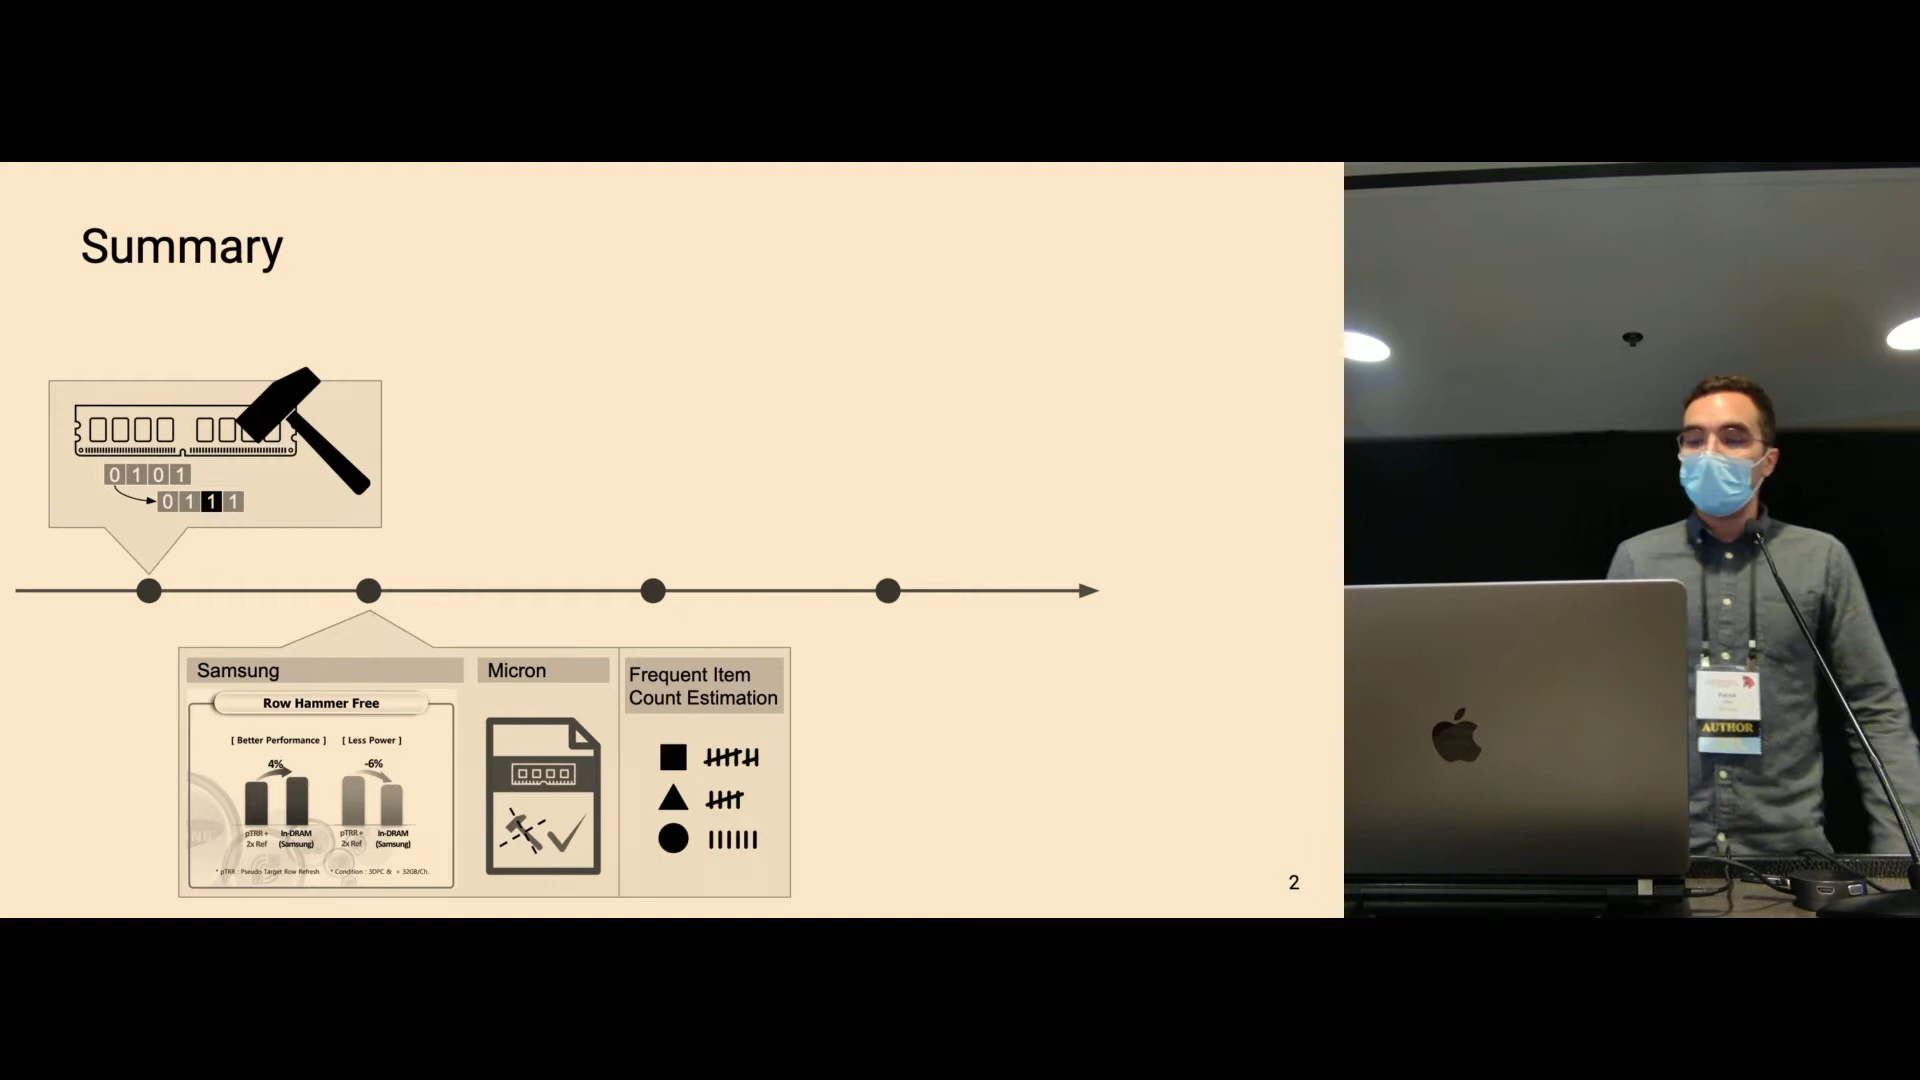 Summary
0 1 0 1
0 1 1 1
Samsung
Micron
Frequent Item
Count Estimation
Row Hammer Free
[ Better Performance ] [ Less Power ]
4%
-6%
pTRR + In-DRAM pTRR + In-DRAM
2x Ref (Samsung) 2x Ref (Samsung)
* pTRR : Pseudo Target Row Refresh * Condition : 3DPC & + 32GB/Ch.
2
AUTHOR